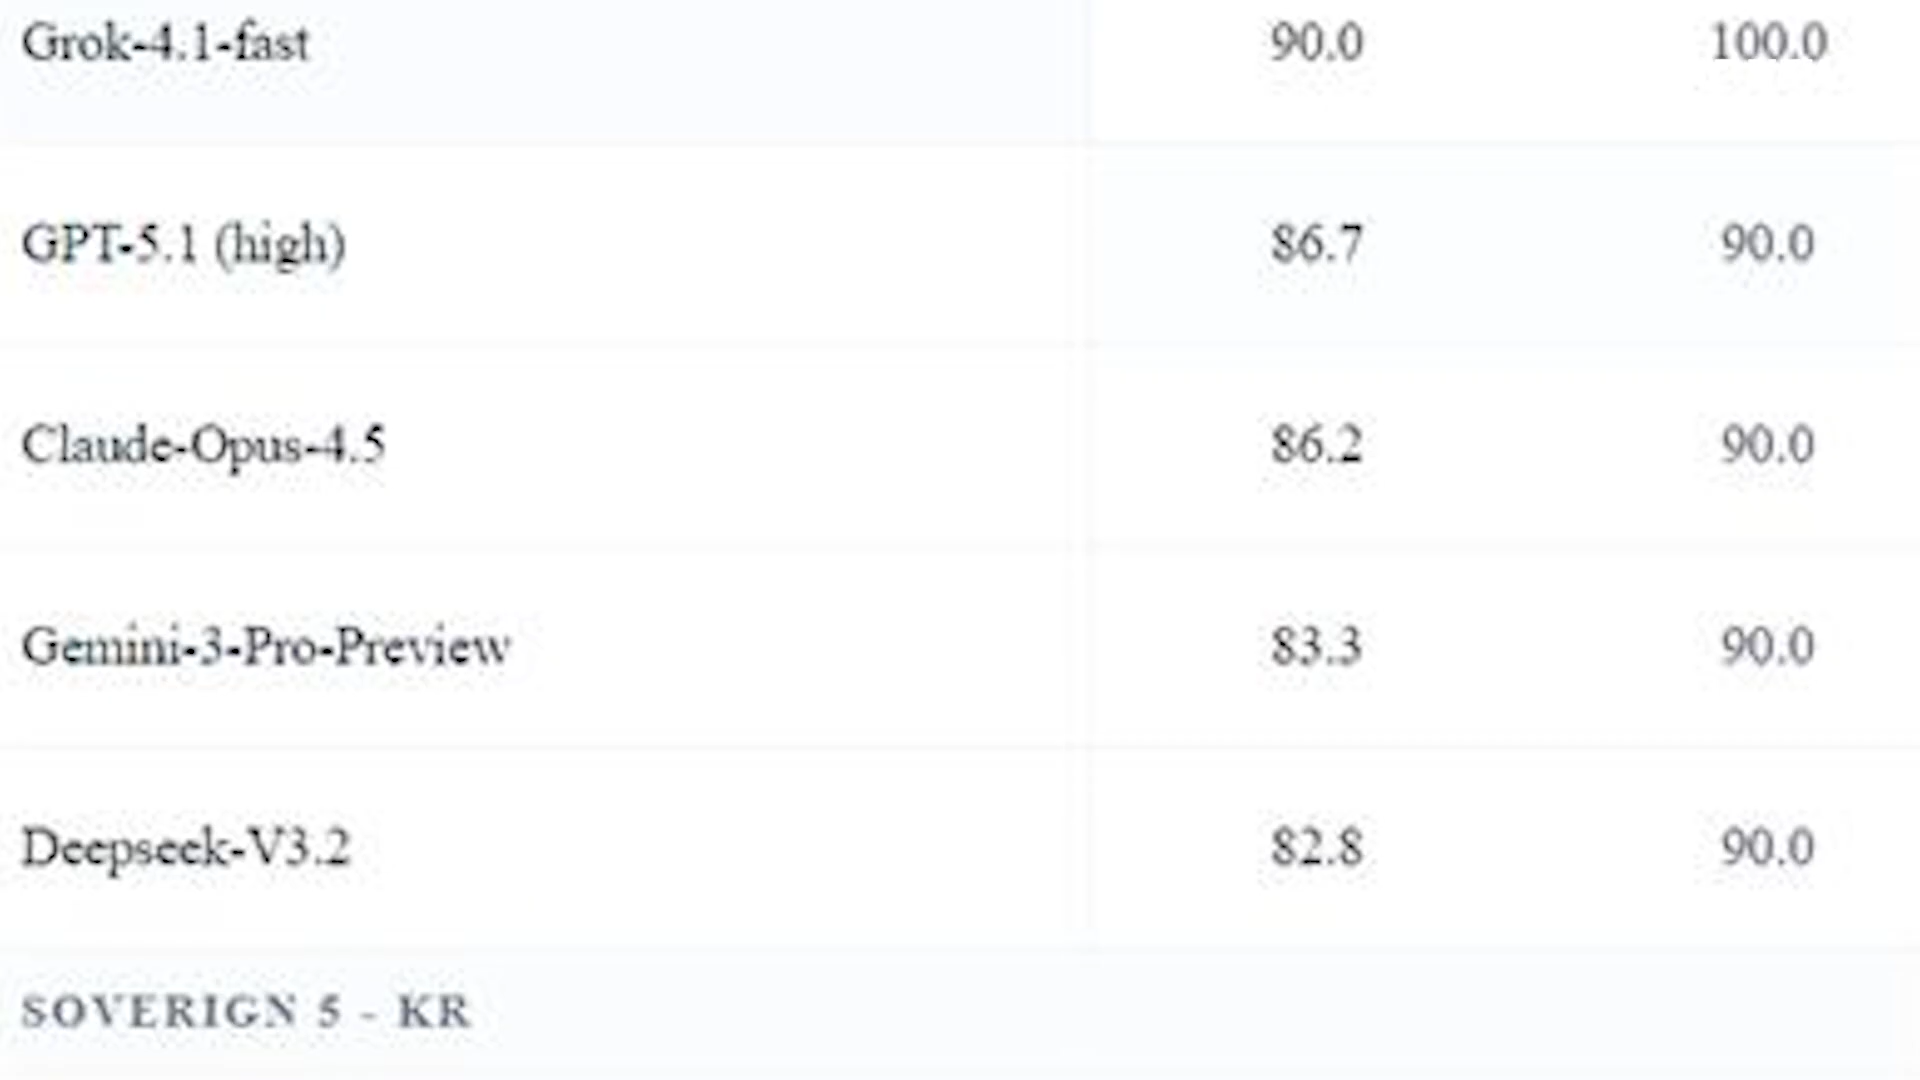 Grok-4.1-fast 90.0 100.0
GPT-5.1 (high) 86.7 90.0
Claude-Opus-4.5 86.2 90.0
Gemini-3-Pro-Preview 83.3 90.0
Deepseek-V3.2 82.8 90.0
SOVERIGN 5 - KR